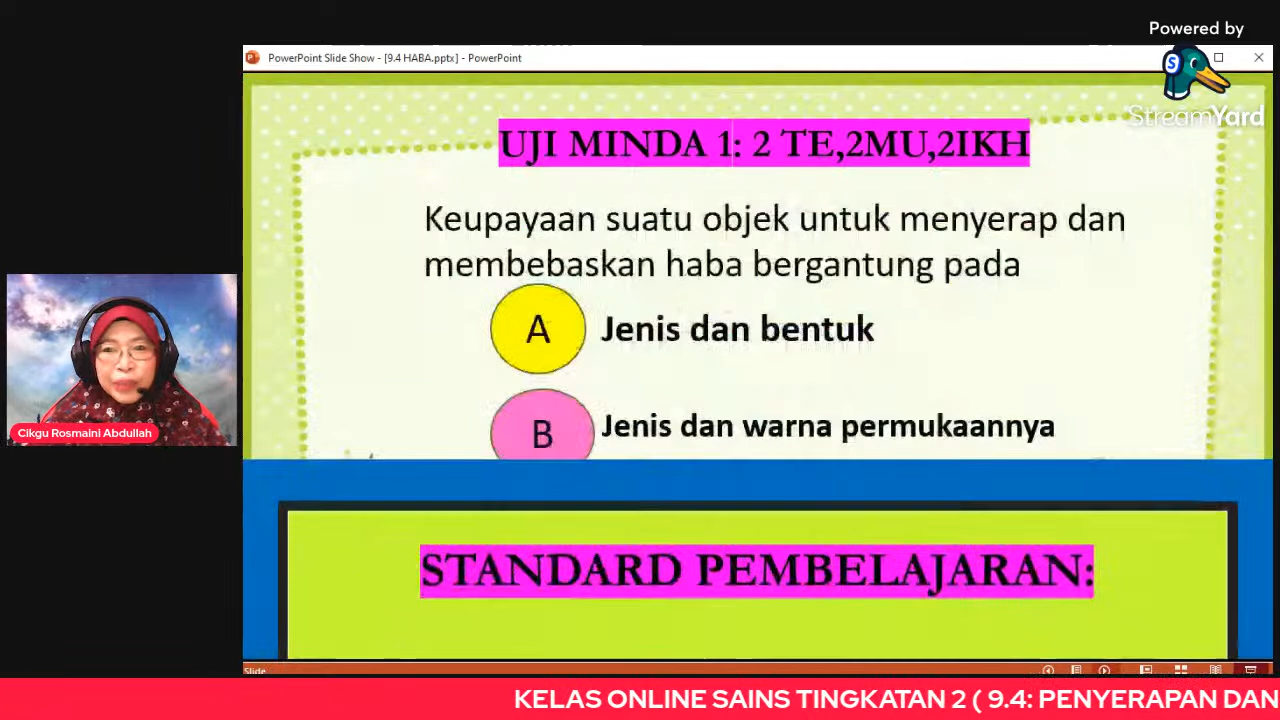 Powered by
StreamYard
PowerPoint Slide Show - [9.4 HABA.pptx] - PowerPoint
UJI MINDA 1: 2 TE,2MU,2IKH
Keupayaan suatu objek untuk menyerap dan
membebaskan haba bergantung pada
A Jenis dan bentuk
B Jenis dan warna permukaannya
Cikgu Rosmaini Abdullah
STANDARD PEMBELAJARAN:
Slide
KELAS ONLINE SAINS TINGKATAN 2 ( 9.4: PENYERAPAN DAN